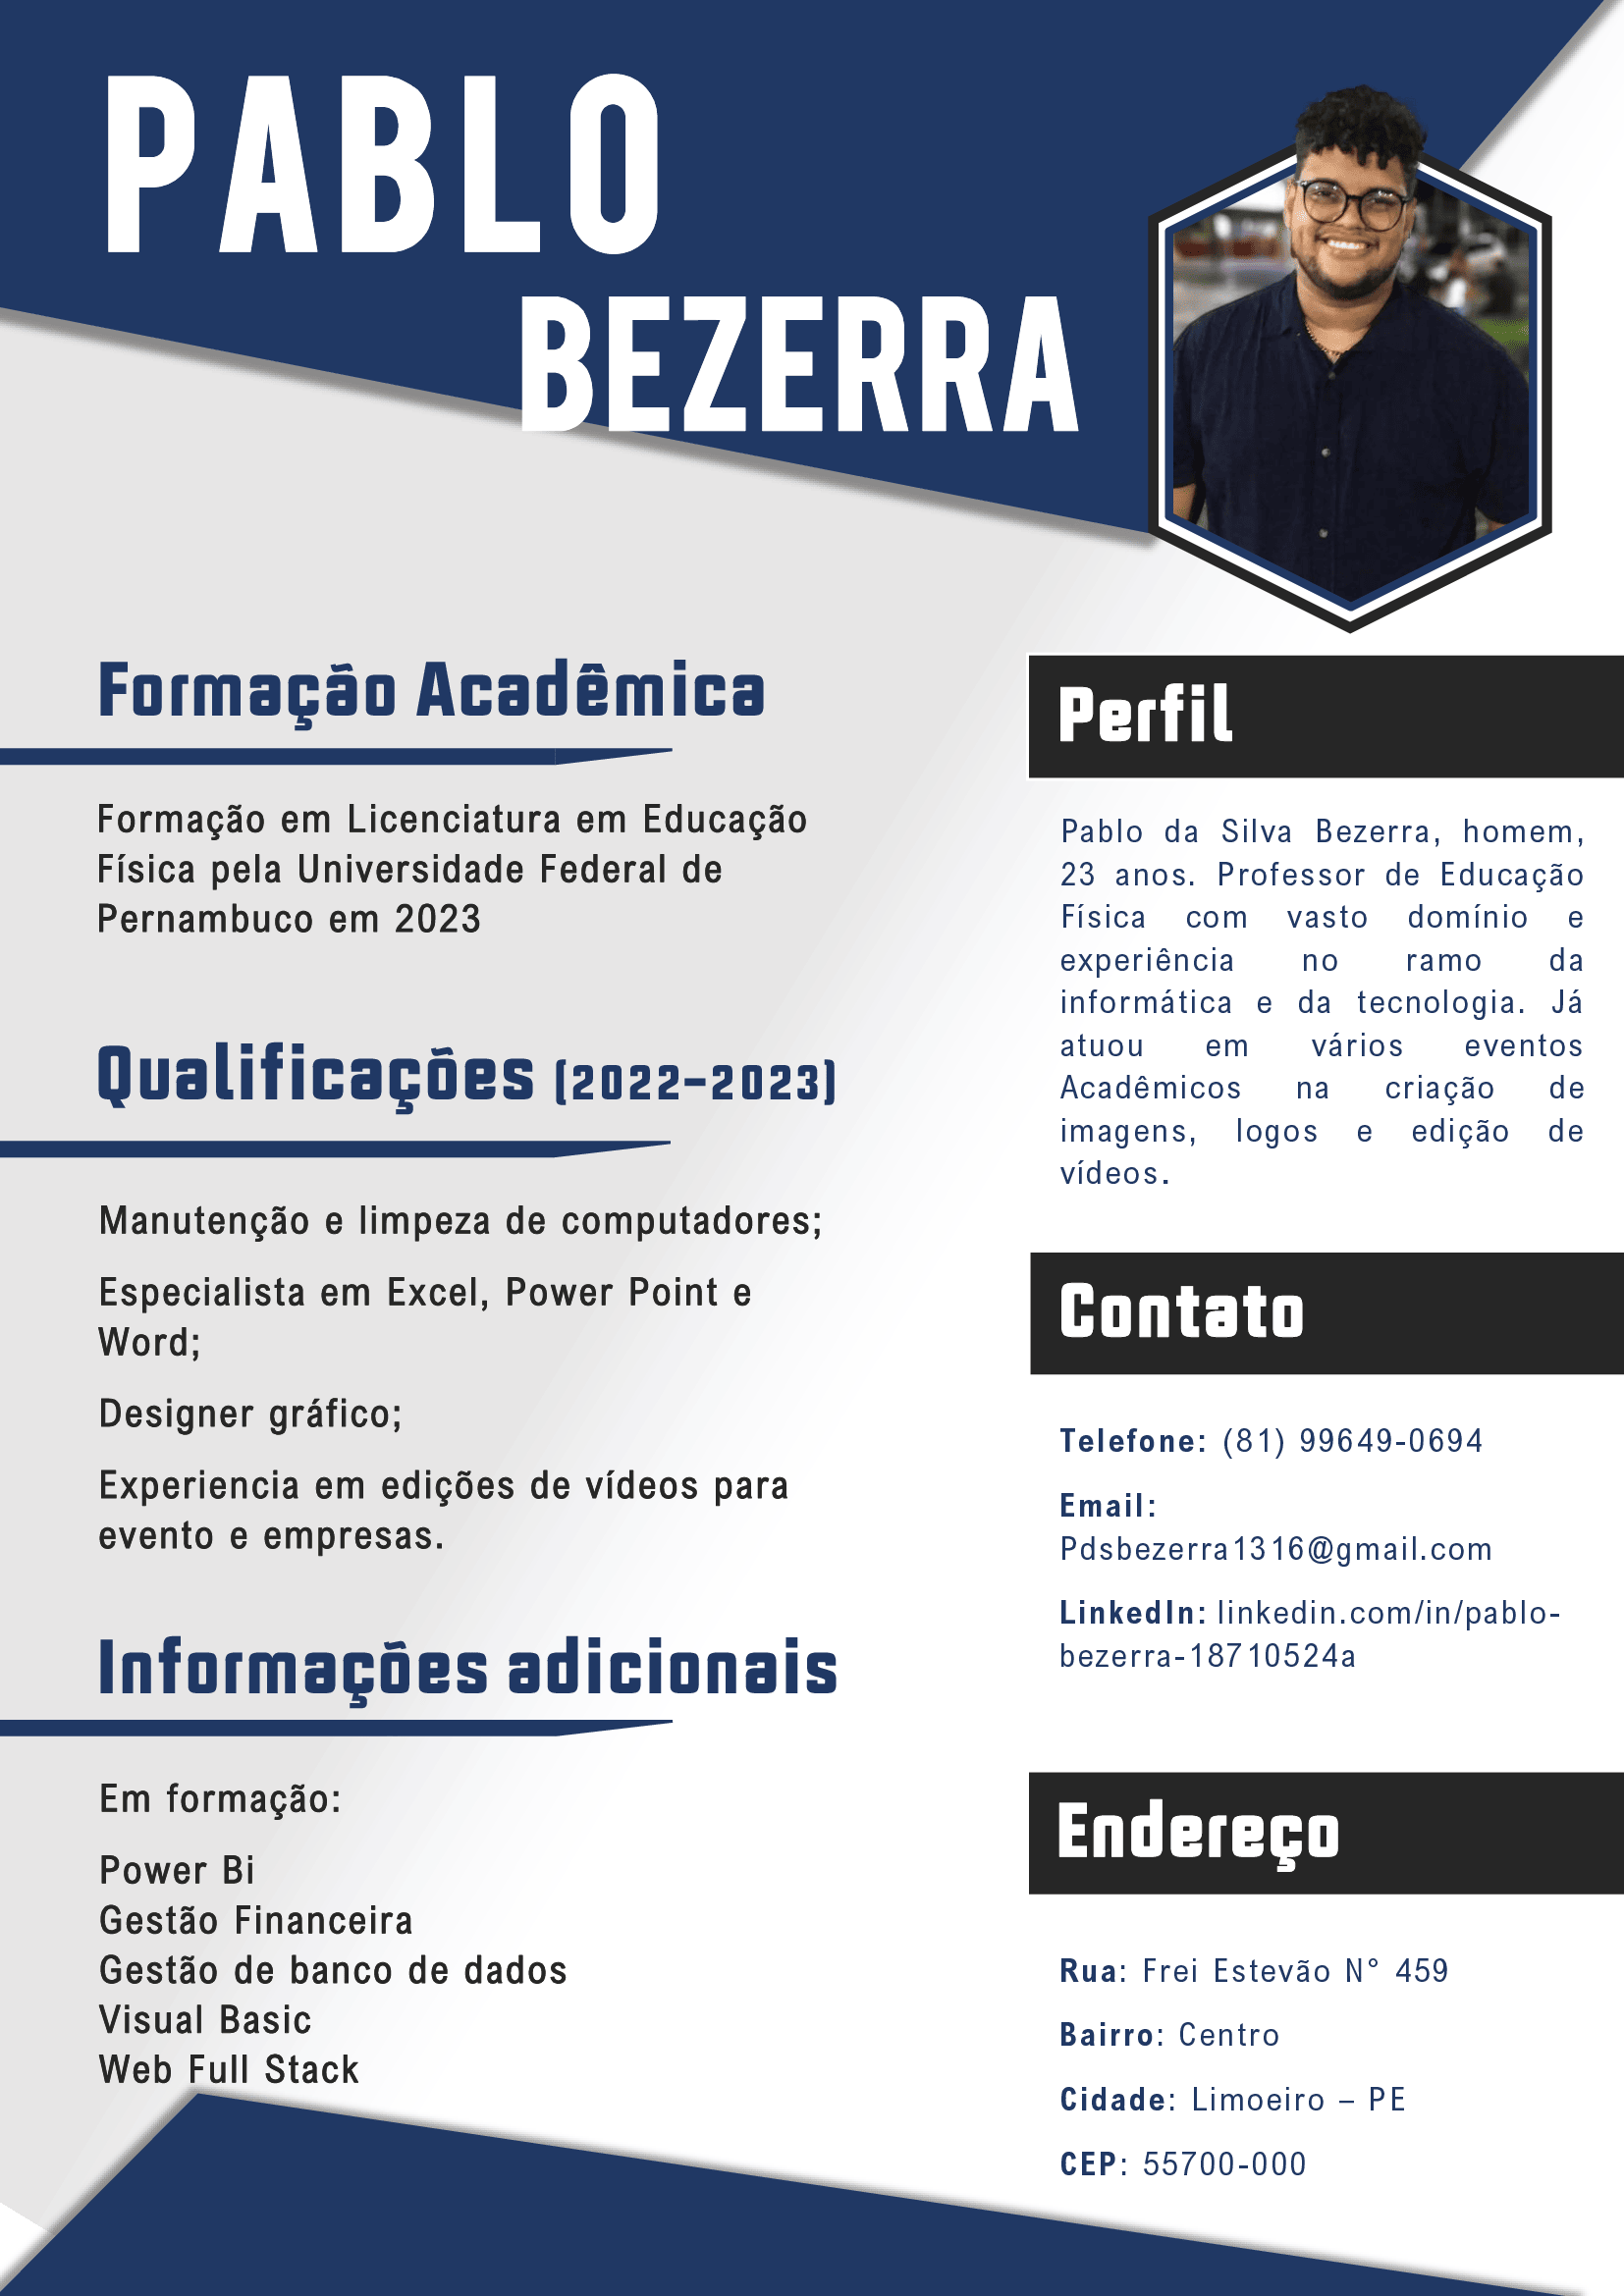 PABLO
BEZERRA
Formação Acadêmica
Formação em Licenciatura em Educação
Física pela Universidade Federal de
Pernambuco em 2023
Qualificações (2022-2023)
Manutenção e limpeza de computadores;
Especialista em Excel, Power Point e
Word;
Designer gráfico;
Experiencia em edições de vídeos para
evento e empresas.
Informações adicionais
Em formação:
Power Bi
Gestão Financeira
Gestão de banco de dados
Visual Basic
Web Full Stack
Perfil
Pablo da Silva Bezerra, homem,
23 anos. Professor de Educação
Física com vasto domínio e
experiência no ramo da
informática e da tecnologia. Já
atuou em vários eventos
Acadêmicos na criação de
imagens, logos e edição de
vídeos.
Contato
Telefone: (81) 99649-0694
Email:
Pdsbezerra1316@gmail.com
LinkedIn: linkedin.com/in/pablo-
bezerra-18710524a
Endereço
Rua: Frei Estevão N° 459
Bairro: Centro
Cidade: Limoeiro – PE
CEP: 55700-000